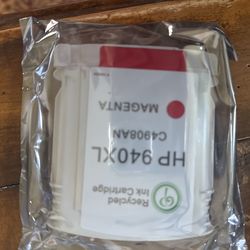 Recycled
Ink Cartridge
HP 940XL
C4908AN
MAGENTA